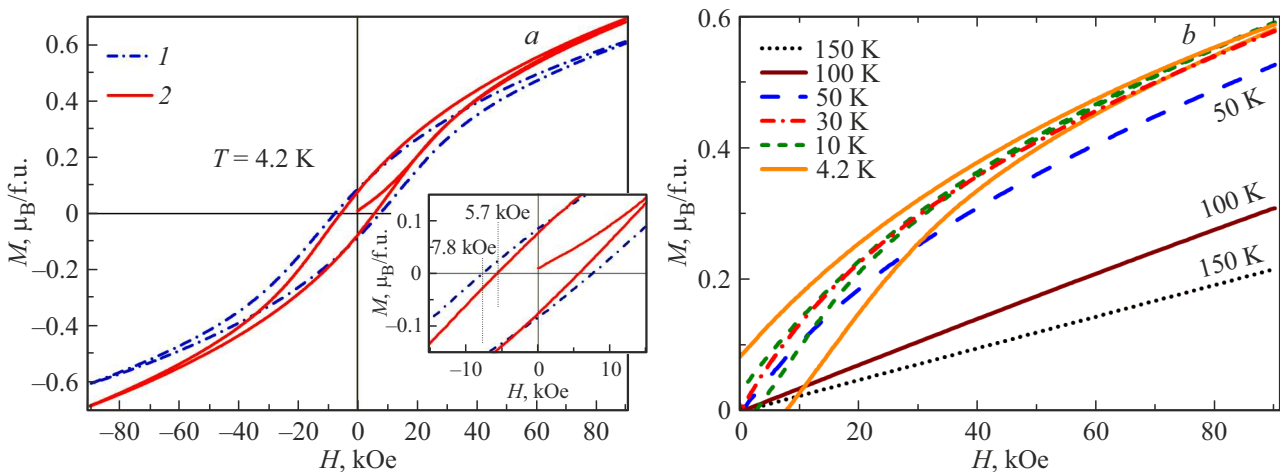 a
1
2
T = 4.2 K
M, μB/f.u.
0.6
0.4
0.2
0
−0.2
−0.4
−0.6
−80
−60
−40
−20
0
20
40
60
80
H, kOe
5.7 kOe
7.8 kOe
M, μB/f.u.
0.1
0
−0.1
−10
0
10
H, kOe
b
150 K
100 K
50 K
30 K
10 K
4.2 K
50 K
100 K
150 K
M, μB/f.u.
0.6
0.4
0.2
0
0
20
40
60
80
H, kOe